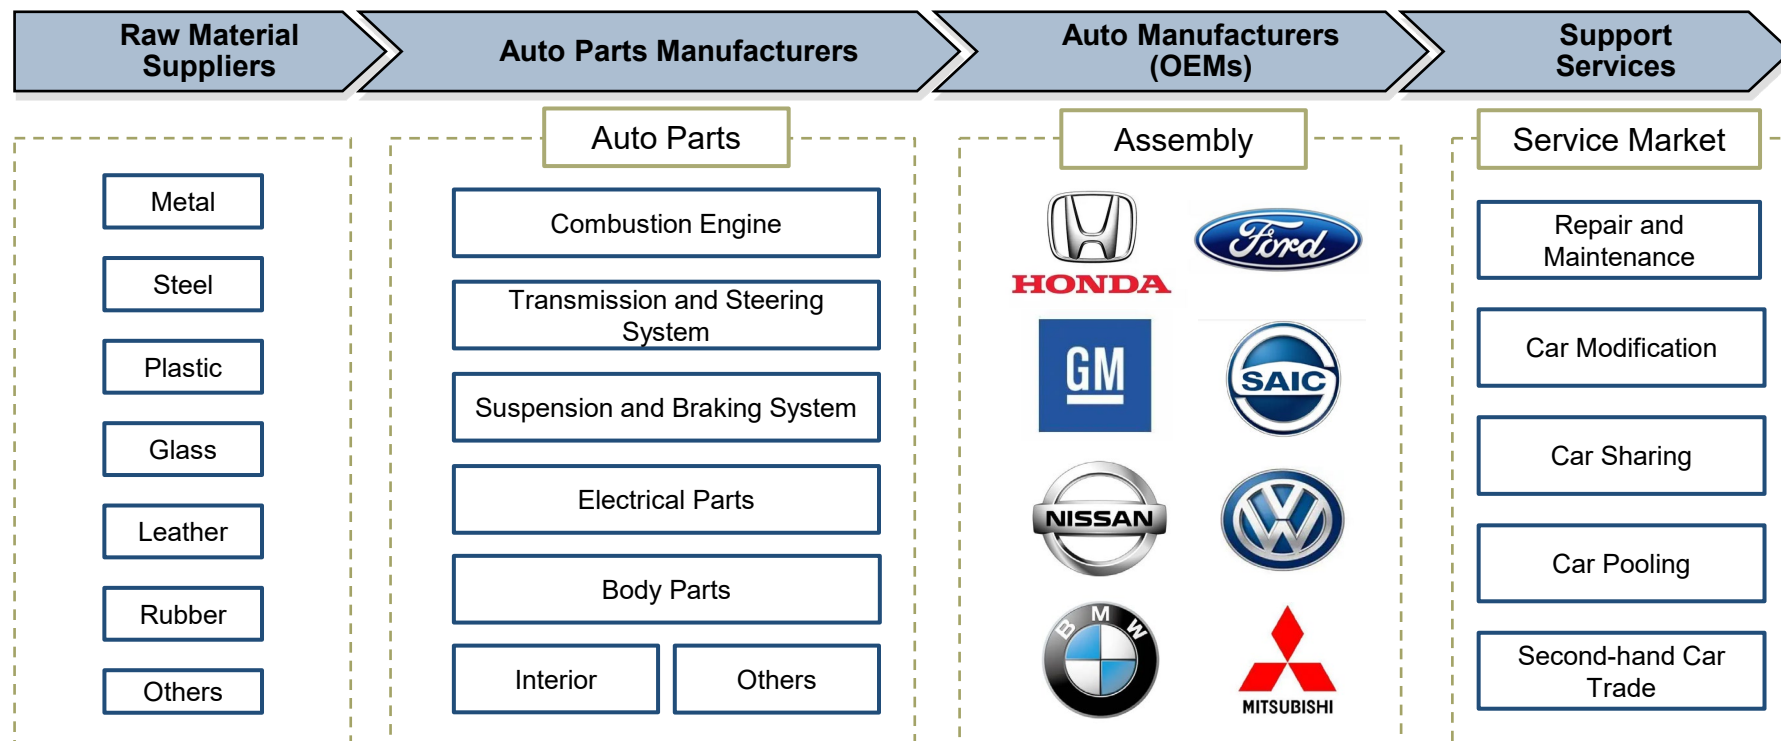 Raw Material
Suppliers
Auto Parts Manufacturers
Auto Manufacturers
(OEMs)
Support
Services
Metal
Steel
Plastic
Glass
Leather
Rubber
Others
Auto Parts
Combustion Engine
Transmission and Steering
System
Suspension and Braking System
Electrical Parts
Body Parts
Interior
Others
Assembly
HONDA
Ford
GM
SAIC
NISSAN
VW
BMW
MITSUBISHI
Service Market
Repair and
Maintenance
Car Modification
Car Sharing
Car Pooling
Second-hand Car
Trade